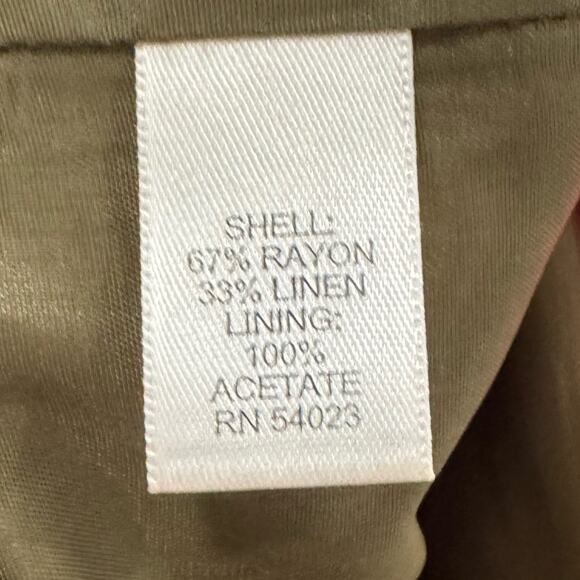 SHELL:
67% RAYON
33% LINEN
LINING:
100%
ACETATE
RN 54023